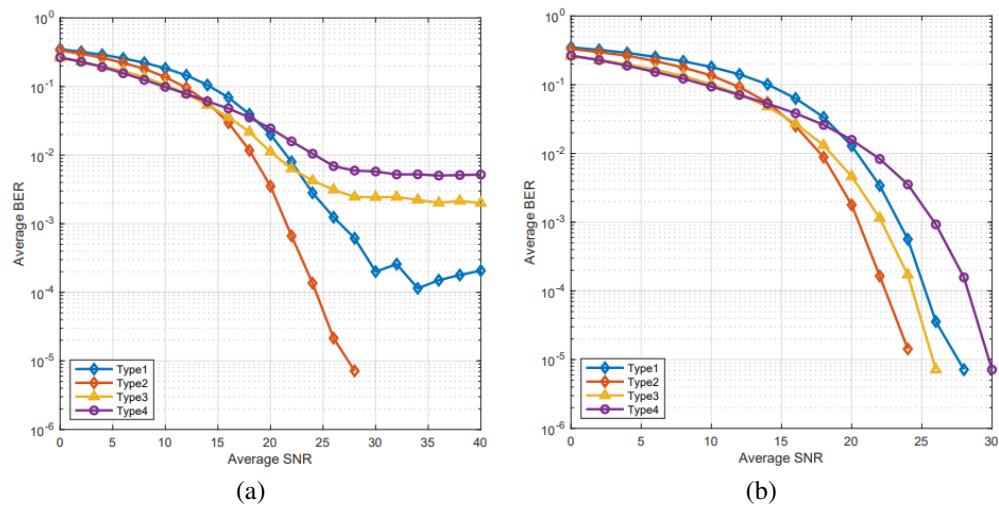 10^0
10^-1
10^-2
10^-3
10^-4
10^-5
10^-6
Average BER
Type1
Type2
Type3
Type4
0 5 10 15 20 25 30 35 40
Average SNR
(a)
10^0
10^-1
10^-2
10^-3
10^-4
10^-5
10^-6
Average BER
Type1
Type2
Type3
Type4
0 5 10 15 20 25 30
Average SNR
(b)